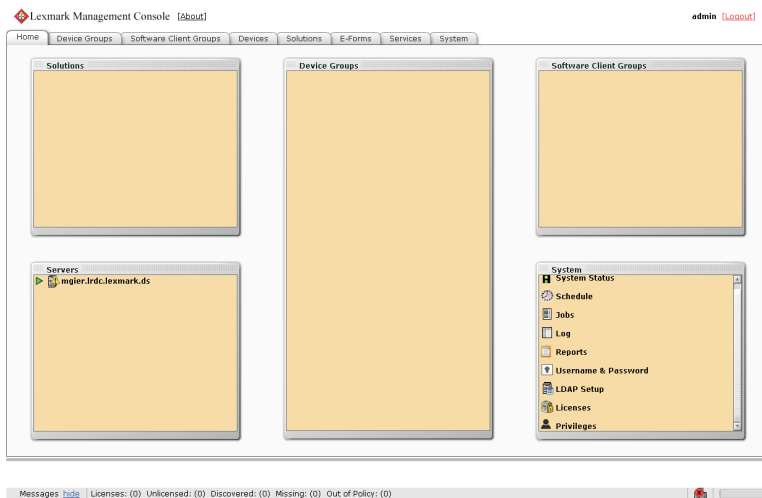 Lexmark Management Console [About]
admin [Logout]
Home Device Groups Software Client Groups Devices Solutions E-Forms Services System
Solutions
Device Groups
Software Client Groups
Servers
mgier.lrdc.lexmark.ds
System
System Status
Schedule
Jobs
Log
Reports
Username & Password
LDAP Setup
Licenses
Privileges
Messages hide Licenses: (0) Unlicensed: (0) Discovered: (0) Missing: (0) Out of Policy: (0)